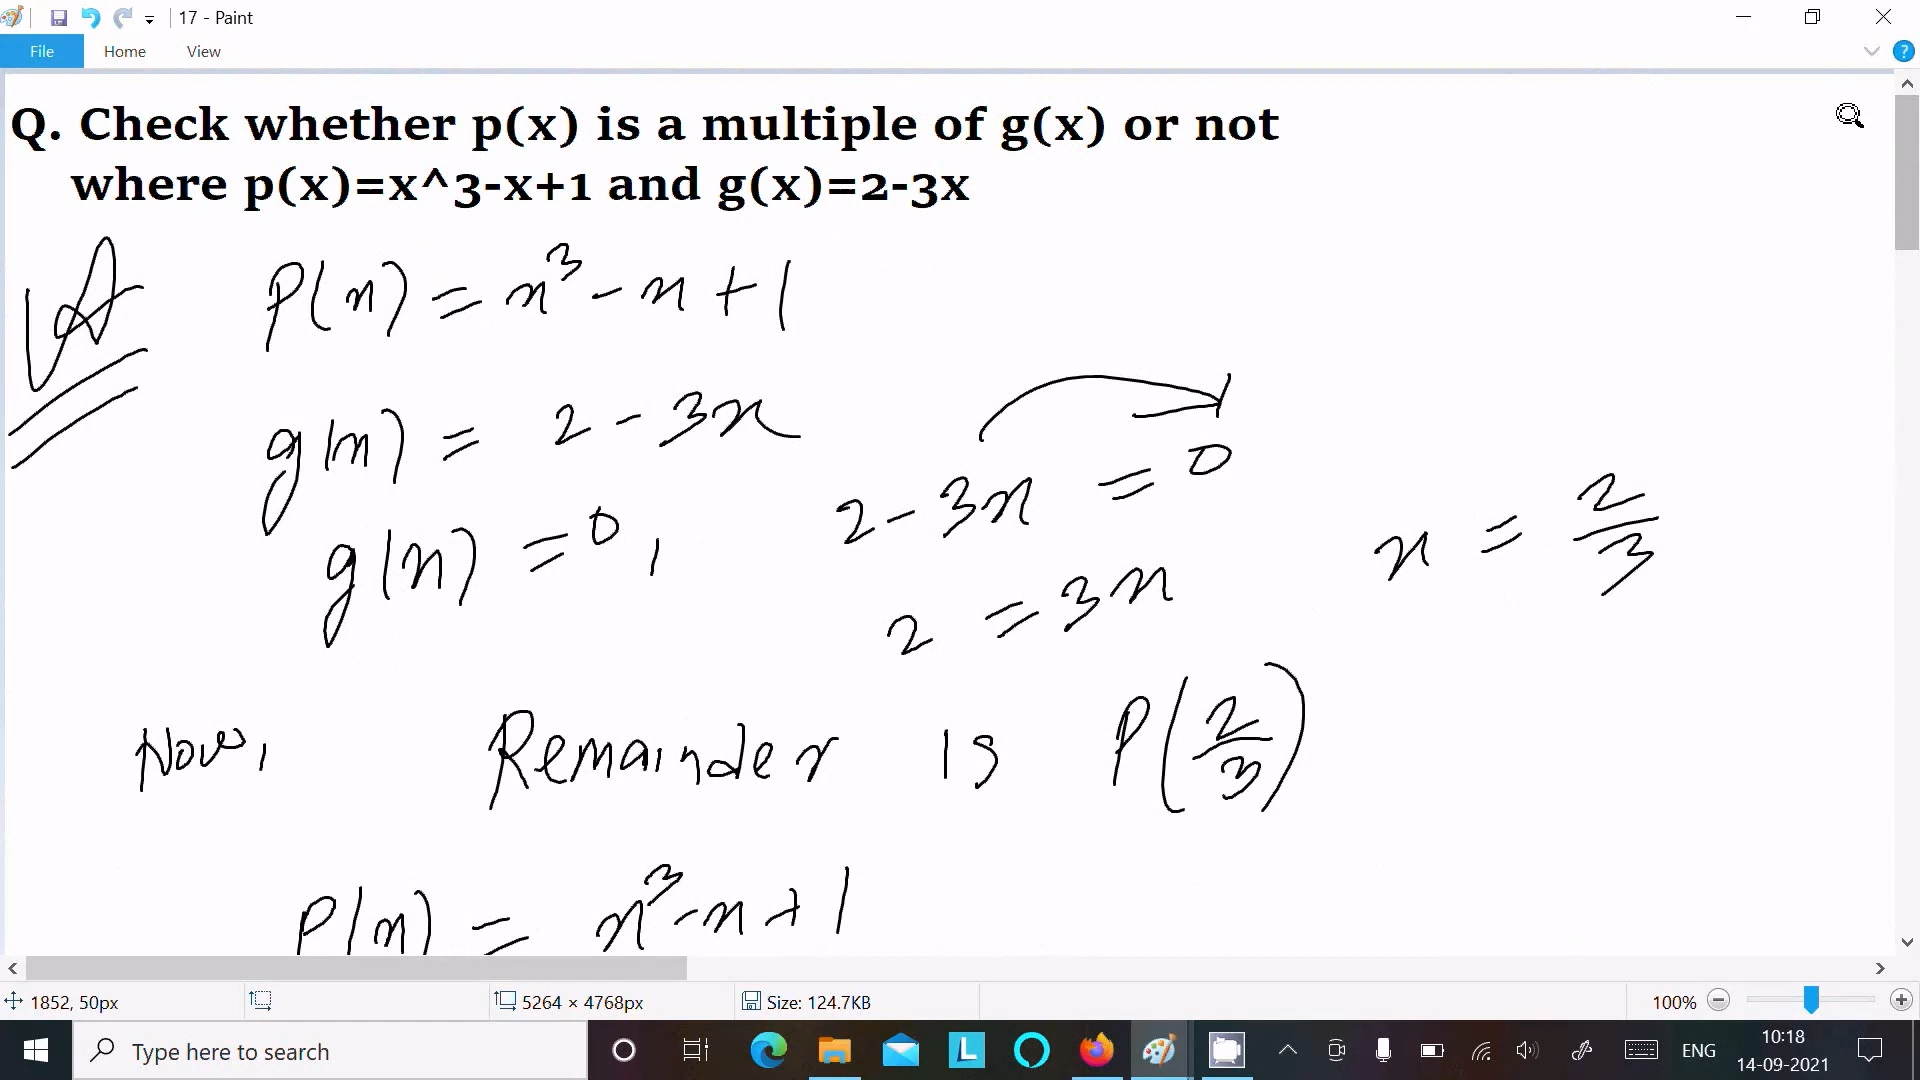 17 - Paint
File Home View
Q. Check whether p(x) is a multiple of g(x) or not
where p(x)=x^3-x+1 and g(x)=2-3x
A
P(x) = x³ - x + 1
g(x) = 2 - 3x
g(x) = 0, 2 - 3x = 0
2 = 3x x = 2/3
Now, Remainder is P(2/3)
P(x) = x³ - x + 1
1852, 50px 5264 × 4768px Size: 124.7KB 100%
Type here to search L ENG 10:18
14-09-2021